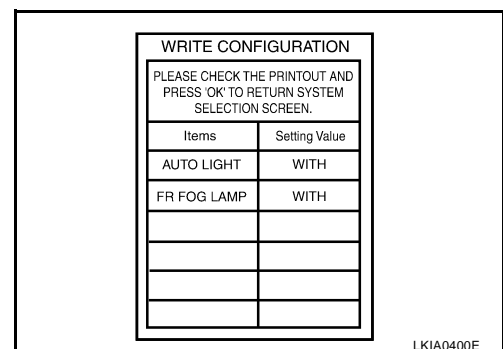 WRITE CONFIGURATION
PLEASE CHECK THE PRINTOUT AND
PRESS 'OK' TO RETURN SYSTEM
SELECTION SCREEN.
Items Setting Value
AUTO LIGHT WITH
FR FOG LAMP WITH
LKIA0400E